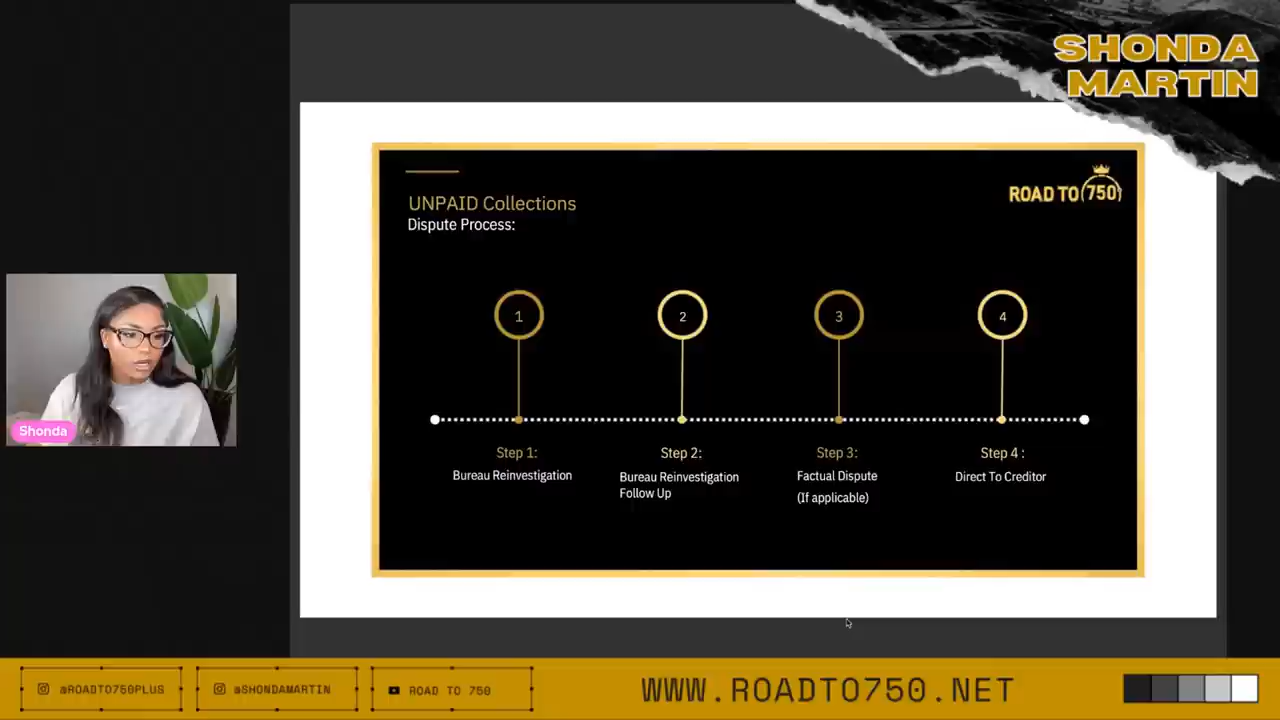 SHONDA
MARTIN
ROAD TO 750
UNPAID Collections
Dispute Process:
1
2
3
4
Step 1:
Bureau Reinvestigation
Step 2:
Bureau Reinvestigation
Follow Up
Step 3:
Factual Dispute
(If applicable)
Step 4 :
Direct To Creditor
Shonda
@ROADTO750PLUS
@SHONDAMARTIN
ROAD TO 750
WWW.ROADTO750.NET